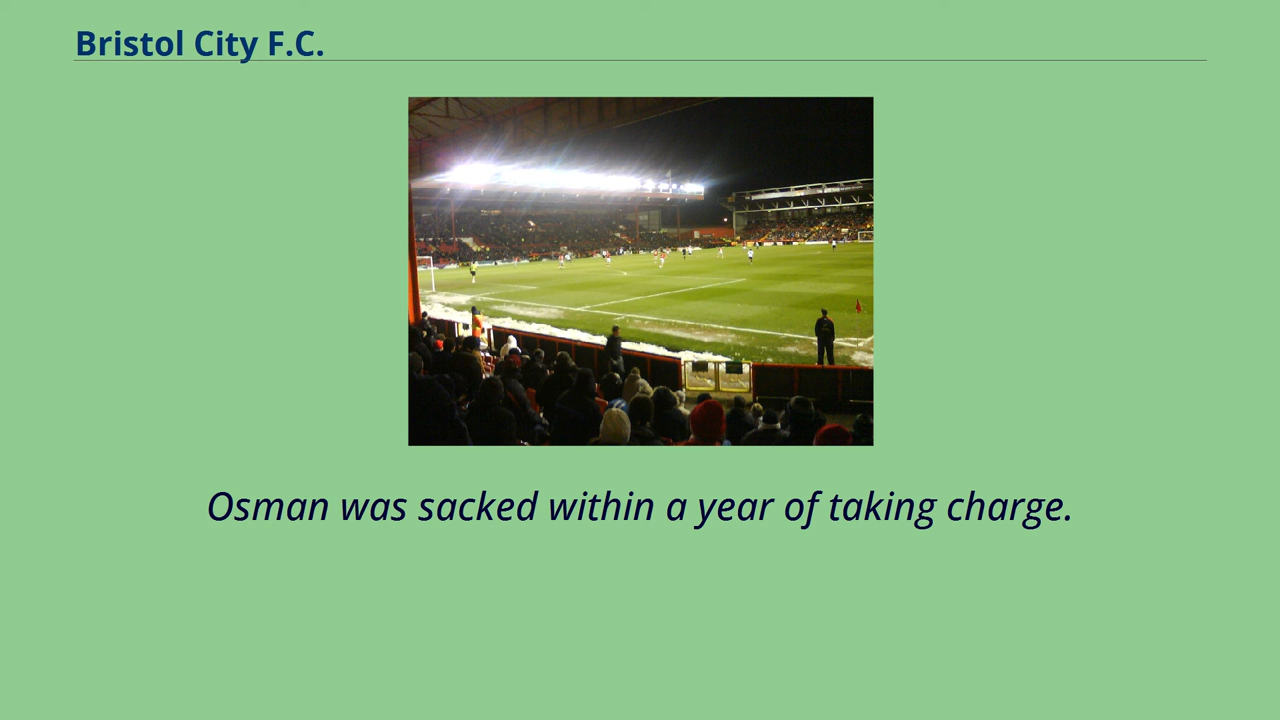 Bristol City F.C.
Osman was sacked within a year of taking charge.